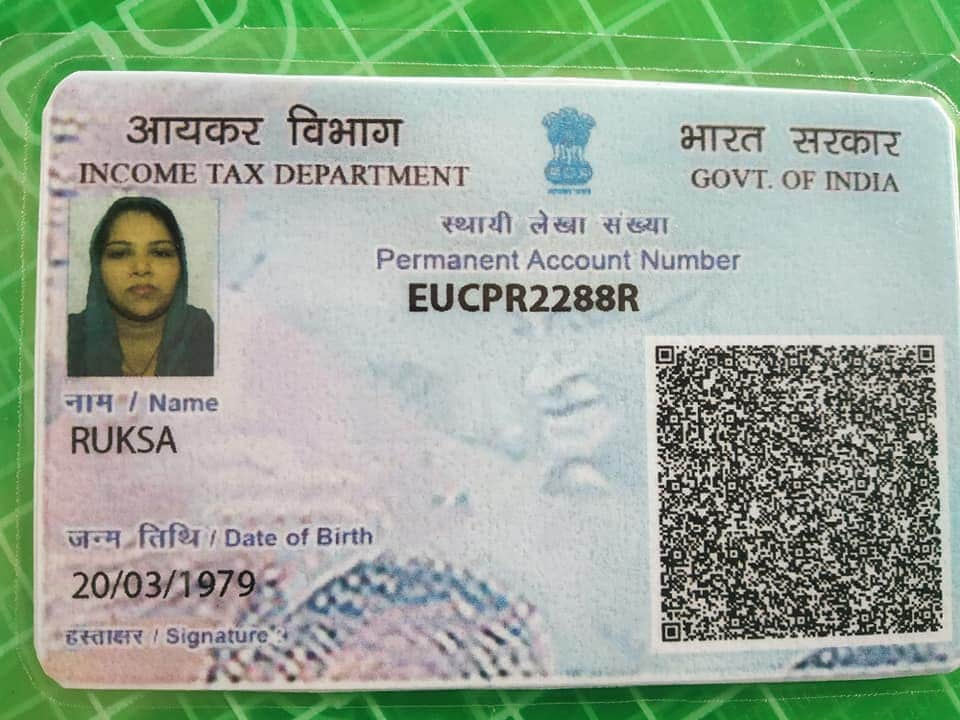 आयकर विभाग
INCOME TAX DEPARTMENT
भारत सरकार
GOVT. OF INDIA
स्थायी लेखा संख्या
Permanent Account Number
EUCPR2288R
नाम / Name
RUKSA
जन्म तिथि / Date of Birth
20/03/1979
हस्ताक्षर / Signature